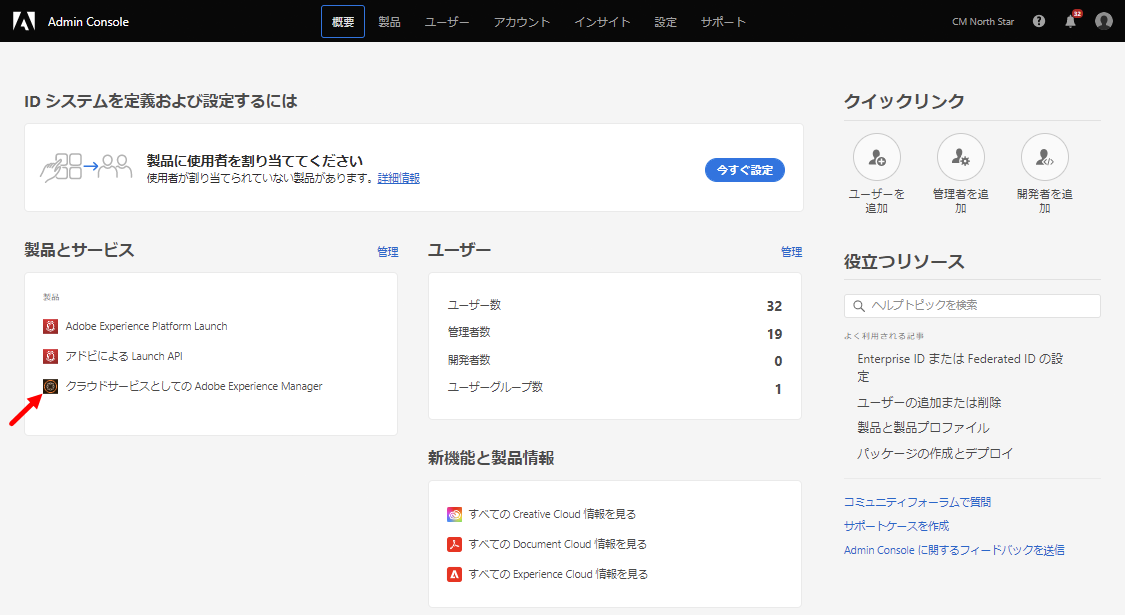 Admin Console
概要 製品 ユーザー アカウント インサイト 設定 サポート
CM North Star
32
ID システムを定義および設定するには
製品に使用者を割り当ててください
使用者が割り当てられていない製品があります。詳細情報
今すぐ設定
製品とサービス 管理
製品
Adobe Experience Platform Launch
アドビによる Launch API
クラウドサービスとしての Adobe Experience Manager
ユーザー 管理
ユーザー数 32
管理者数 19
開発者数 0
ユーザーグループ数 1
新機能と製品情報
すべての Creative Cloud 情報を見る
すべての Document Cloud 情報を見る
すべての Experience Cloud 情報を見る
クイックリンク
ユーザーを
追加
管理者を追
加
開発者を追
加
役立つリソース
ヘルプトピックを検索
よく利用される記事
Enterprise ID または Federated ID の設
定
ユーザーの追加または削除
製品と製品プロファイル
パッケージの作成とデプロイ
コミュニティフォーラムで質問
サポートケースを作成
Admin Console に関するフィードバックを送信